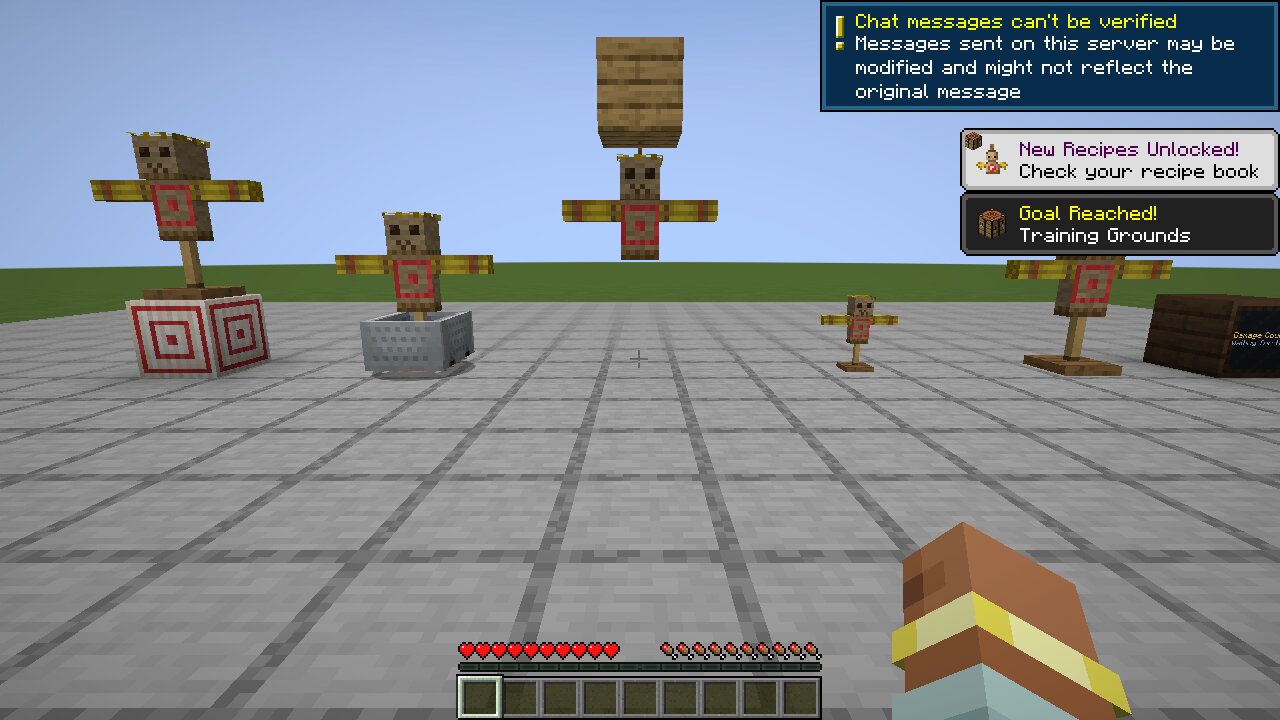 Chat messages can't be verified
Messages sent on this server may be
modified and might not reflect the
original message
New Recipes Unlocked!
Check your recipe book
Goal Reached!
Training Grounds
Damage